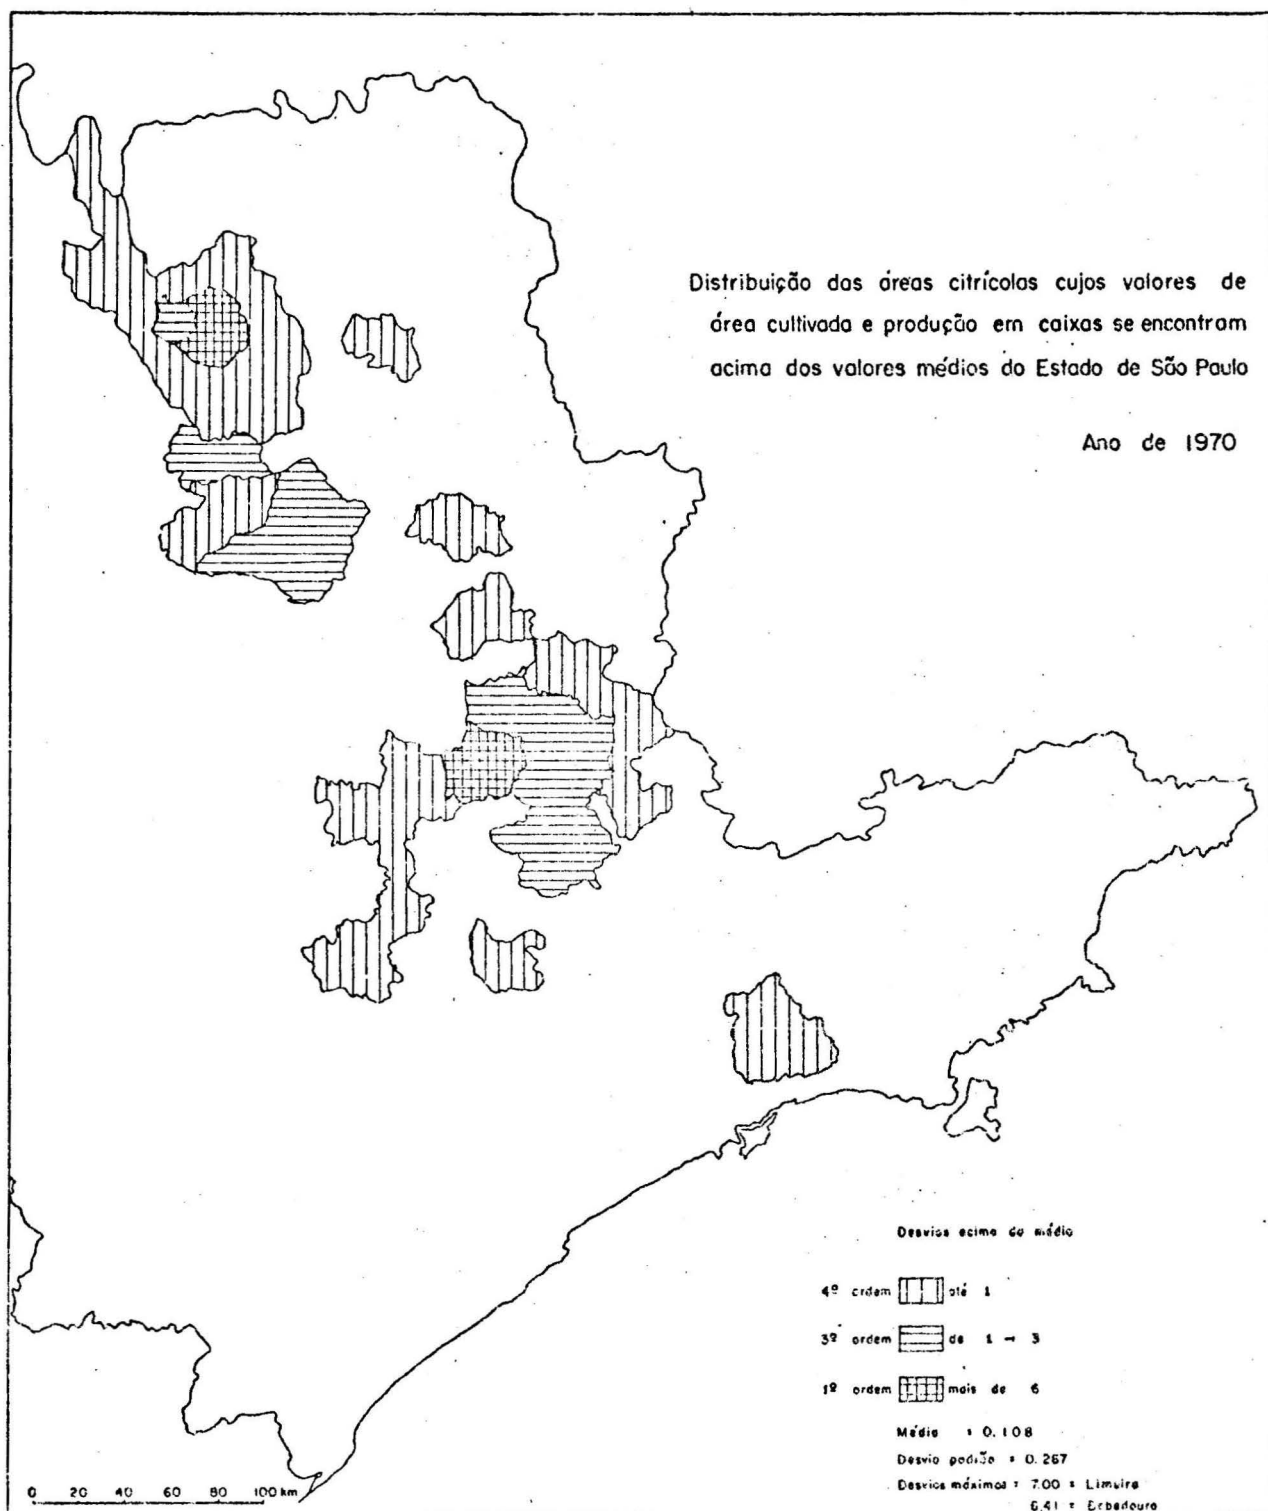 Distribuição das áreas citrícolas cujos valores de
área cultivada e produção em caixas se encontram
acima dos valores médios do Estado de São Paulo
Ano de 1970
Desvios acima da média
4ª ordem até 1
3ª ordem de 1 → 3
1ª ordem mais de 6
Média = 0.108
Desvio padrão = 0.267
Desvios máximos = 7.00 = Limeira
6.41 = Bebedouro
0 20 40 60 80 100 km